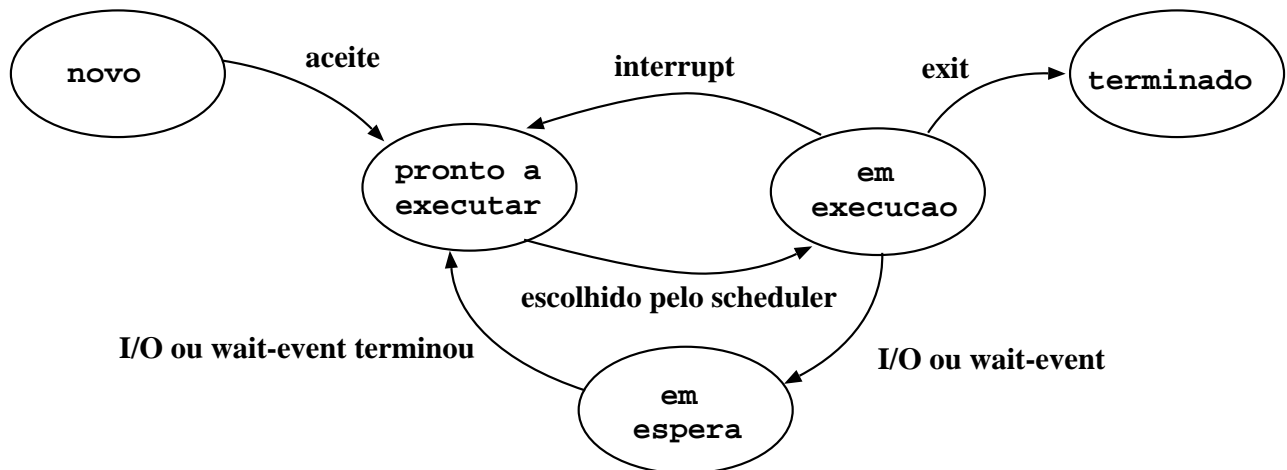 novo
aceite
interrupt
exit
terminado
pronto a
executar
em
execucao
escolhido pelo scheduler
I/O ou wait-event terminou
I/O ou wait-event
em
espera